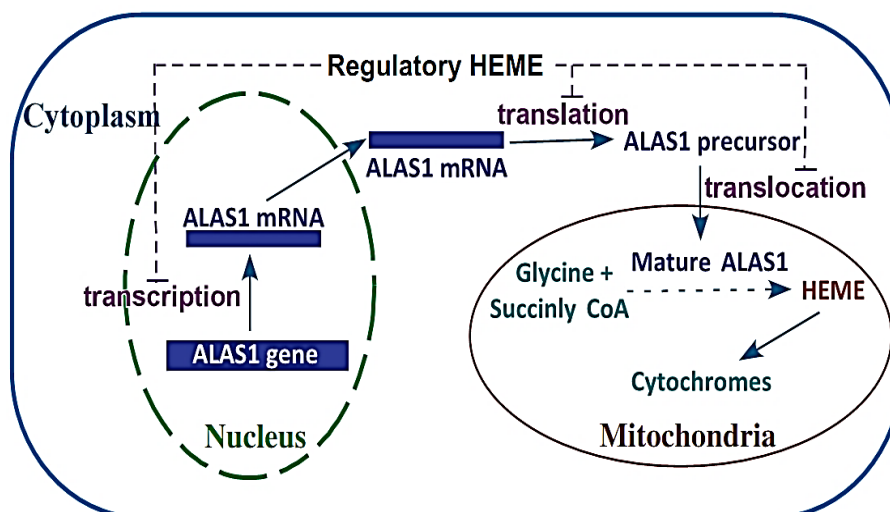 Regulatory HEME
Cytoplasm
translation
ALAS1 mRNA
ALAS1 precursor
translocation
ALAS1 mRNA
transcription
ALAS1 gene
Nucleus
Mature ALAS1
Glycine +
Succinly CoA
HEME
Cytochromes
Mitochondria